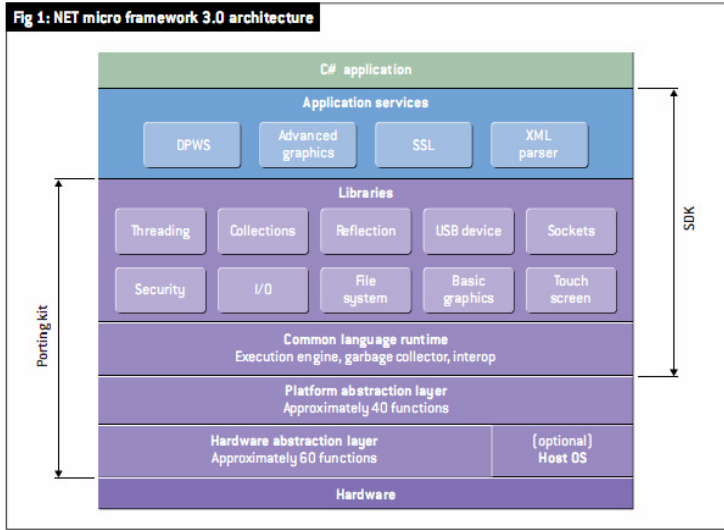 Fig 1: NET micro framework 3.0 architecture
C# application
Application services
DPWS
Advanced
graphics
SSL
XML
parser
Libraries
Threading
Collections
Reflection
USB device
Sockets
Security
I/O
File
system
Basic
graphics
Touch
screen
Common language runtime
Execution engine, garbage collector, interop
Platform abstraction layer
Approximately 40 functions
Hardware abstraction layer
Approximately 60 functions
(optional)
Host OS
Hardware
Porting kit
SDK